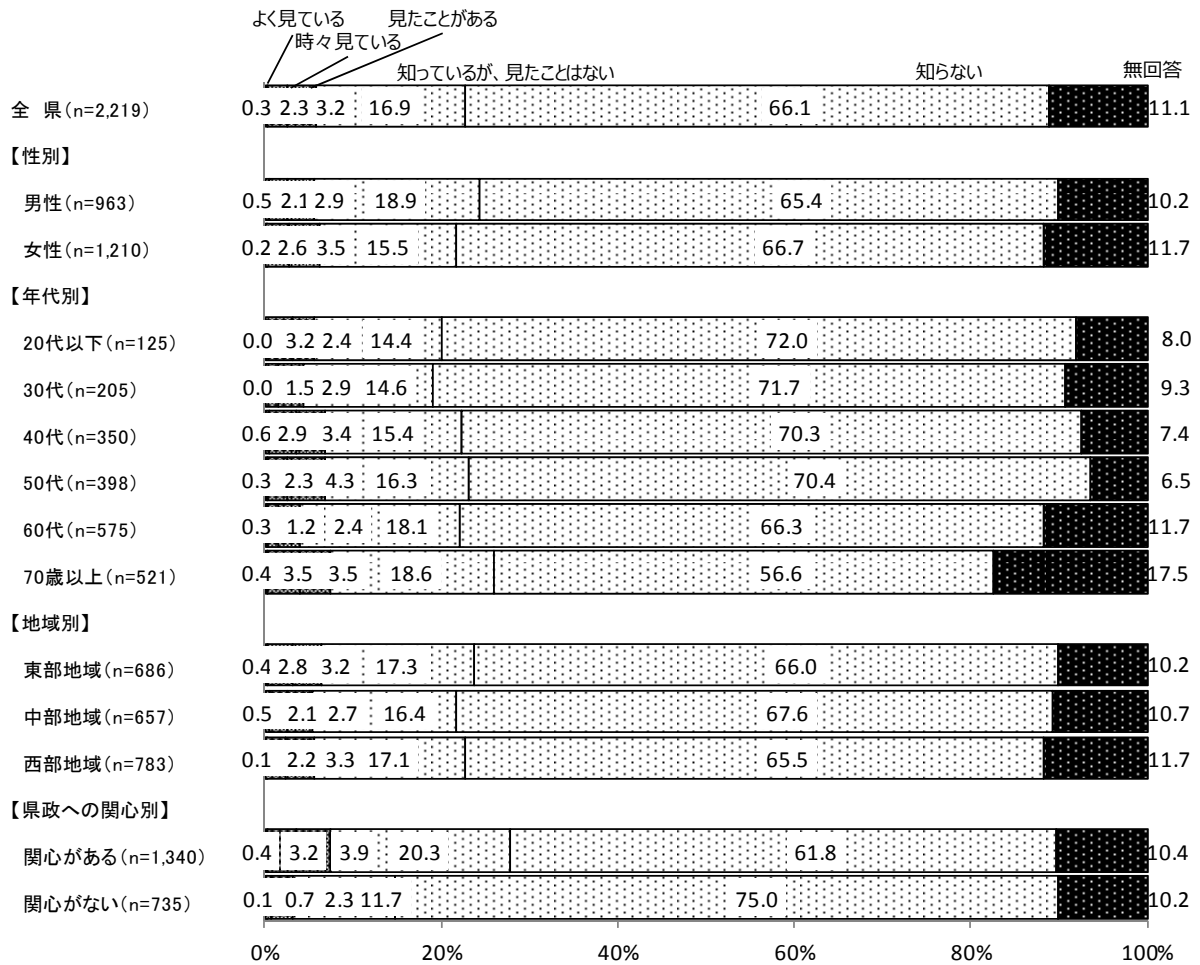 よく見ている 見たことがある
時々見ている
知っているが、見たことはない 知らない 無回答
全 県(n=2,219) 0.3 2.3 3.2 16.9 66.1 11.1
【性別】
男性(n=963) 0.5 2.1 2.9 18.9 65.4 10.2
女性(n=1,210) 0.2 2.6 3.5 15.5 66.7 11.7
【年代別】
20代以下(n=125) 0.0 3.2 2.4 14.4 72.0 8.0
30代(n=205) 0.0 1.5 2.9 14.6 71.7 9.3
40代(n=350) 0.6 2.9 3.4 15.4 70.3 7.4
50代(n=398) 0.3 2.3 4.3 16.3 70.4 6.5
60代(n=575) 0.3 1.2 2.4 18.1 66.3 11.7
70歳以上(n=521) 0.4 3.5 3.5 18.6 56.6 17.5
【地域別】
東部地域(n=686) 0.4 2.8 3.2 17.3 66.0 10.2
中部地域(n=657) 0.5 2.1 2.7 16.4 67.6 10.7
西部地域(n=783) 0.1 2.2 3.3 17.1 65.5 11.7
【県政への関心別】
関心がある(n=1,340) 0.4 3.2 3.9 20.3 61.8 10.4
関心がない(n=735) 0.1 0.7 2.3 11.7 75.0 10.2
0% 20% 40% 60% 80% 100%